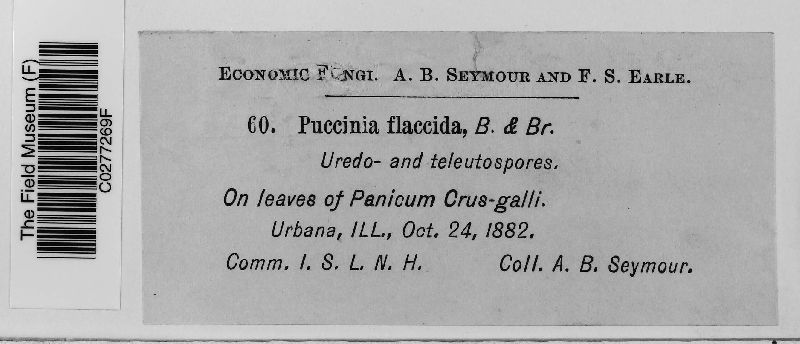 The Field Museum (F)
C0277269F
Economic Fungi. A. B. Seymour and F. S. Earle.
60. Puccinia flaccida, B. & Br.
Uredo- and teleutospores.
On leaves of Panicum Crus-galli.
Urbana, ILL., Oct. 24, 1882.
Comm. I. S. L. N. H. Coll. A. B. Seymour.